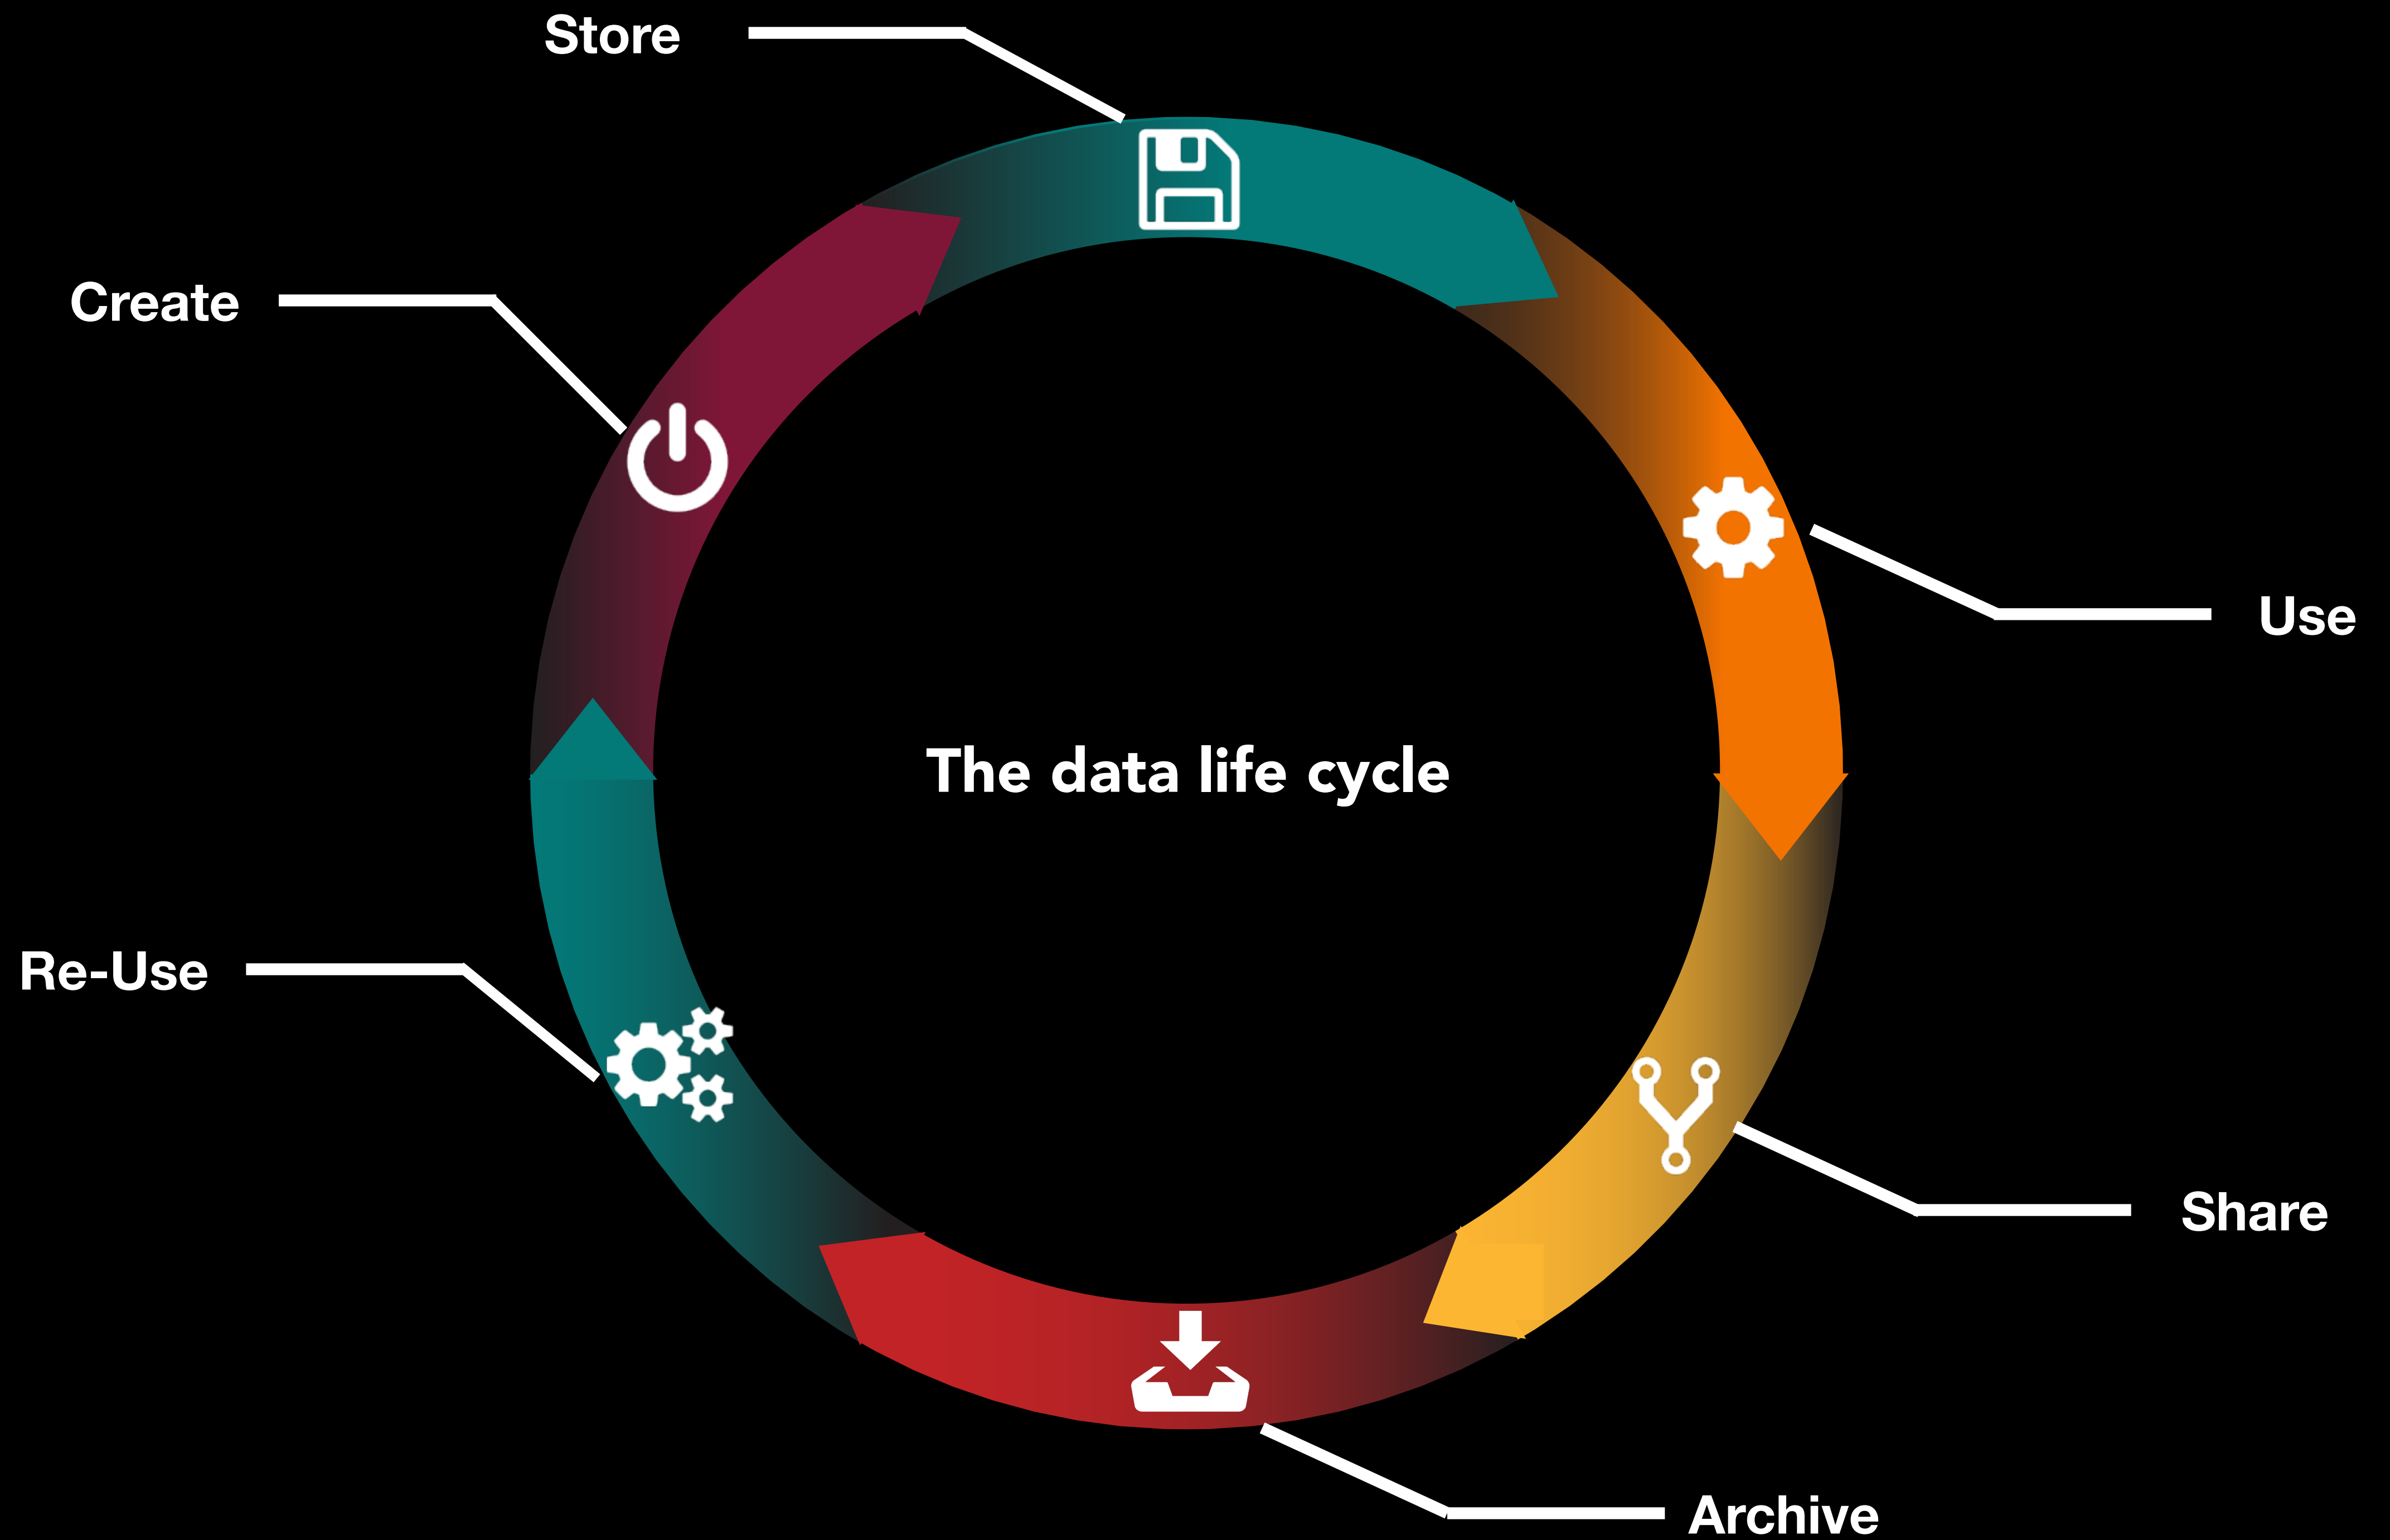 Store
Create
Use
The data life cycle
Re-Use
Share
Archive